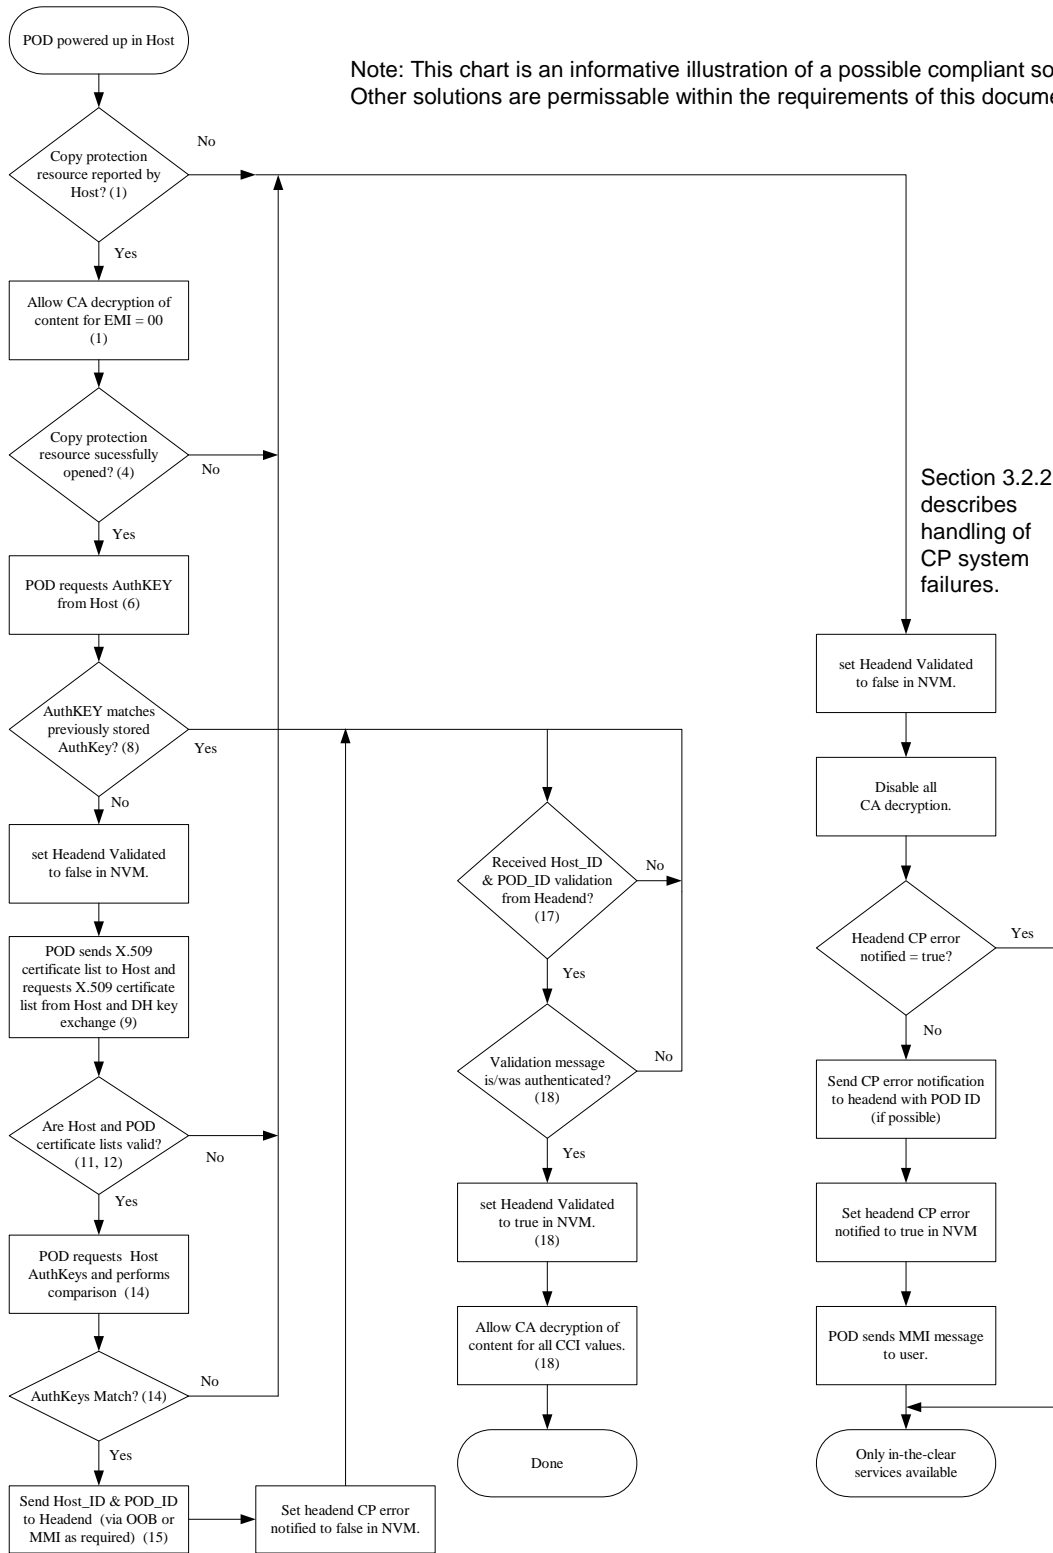 POD powered up in Host
Note: This chart is an informative illustration of a possible compliant so
Other solutions are permissable within the requirements of this docume
Copy protection
resource reported by
Host? (1)
No
Yes
Allow CA decryption of
content for EMI = 00
(1)
Copy protection
resource sucessfully
opened? (4)
No
Yes
POD requests AuthKEY
from Host (6)
AuthKEY matches
previously stored
AuthKey? (8)
Yes
No
set Headend Validated
to false in NVM.
POD sends X.509
certificate list to Host and
requests X.509 certificate
list from Host and DH key
exchange (9)
Are Host and POD
certificate lists valid?
(11, 12)
No
Yes
POD requests Host
AuthKeys and performs
comparison (14)
AuthKeys Match? (14)
No
Yes
Send Host_ID & POD_ID
to Headend (via OOB or
MMI as required) (15)
Set headend CP error
notified to false in NVM.
Received Host_ID
& POD_ID validation
from Headend?
(17)
No
Yes
Validation message
is/was authenticated?
(18)
No
Yes
set Headend Validated
to true in NVM.
(18)
Allow CA decryption of
content for all CCI values.
(18)
Done
Section 3.2.2
describes
handling of
CP system
failures.
set Headend Validated
to false in NVM.
Disable all
CA decryption.
Headend CP error
notified = true?
Yes
No
Send CP error notification
to headend with POD ID
(if possible)
Set headend CP error
notified to true in NVM
POD sends MMI message
to user.
Only in-the-clear
services available